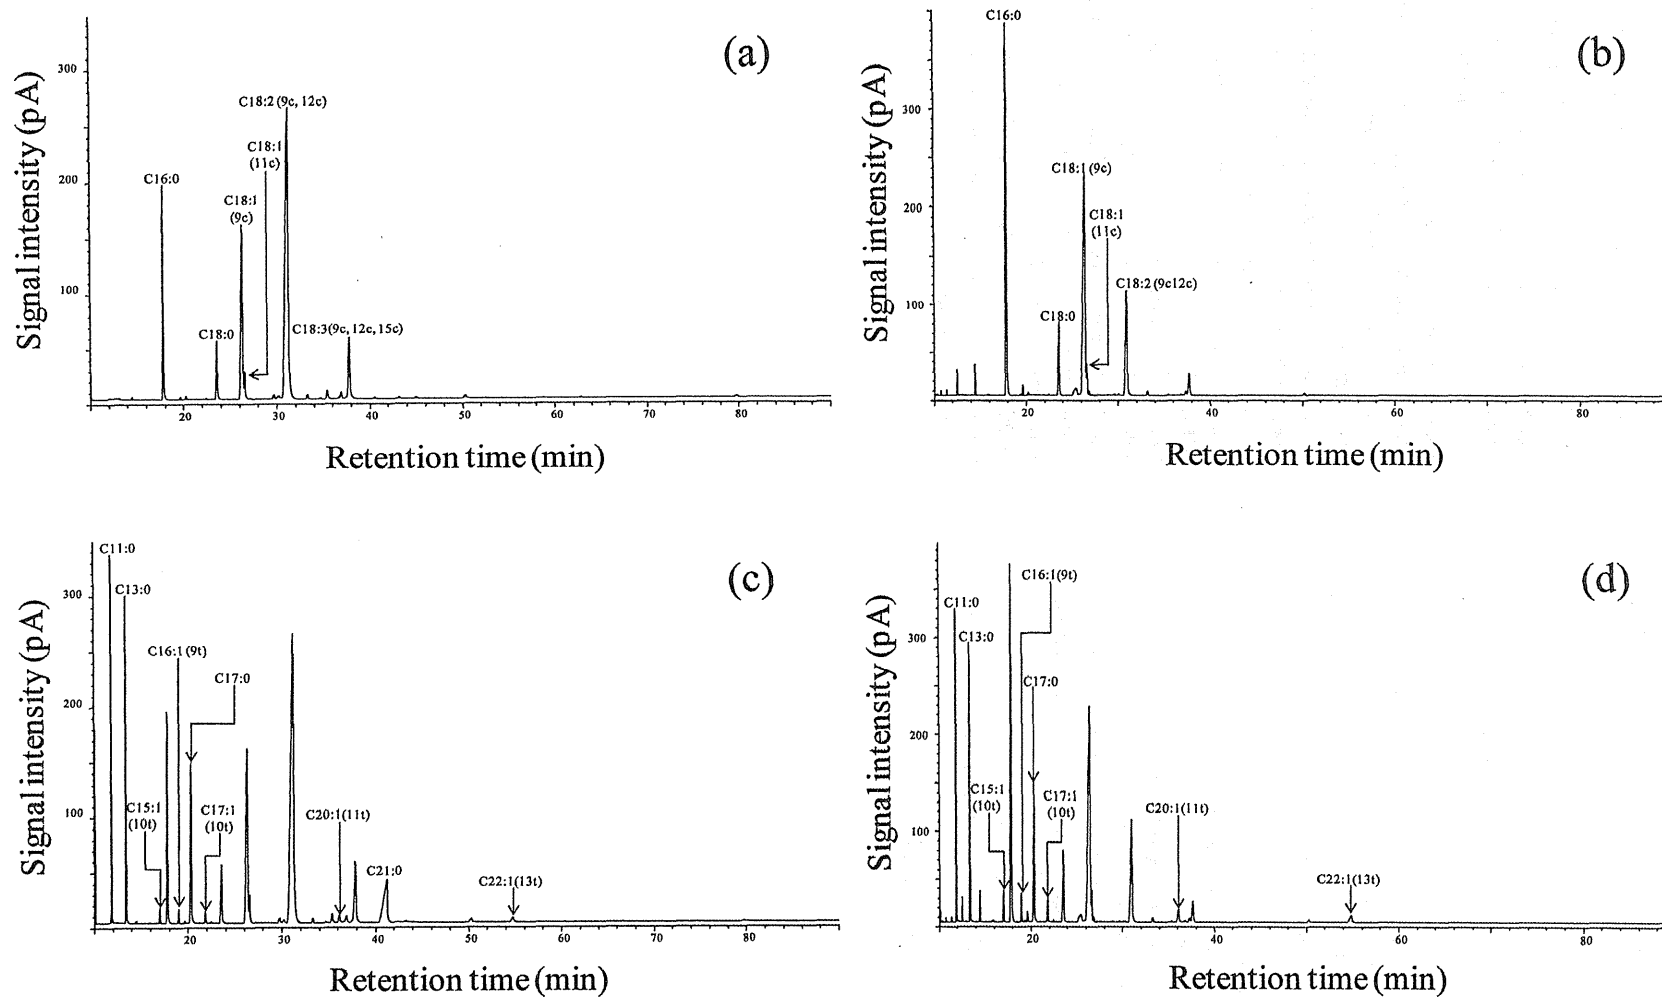 (a)
Signal intensity (pA)
300
200
100
C16:0
C18:0
C18:1
(9c)
C18:1
(11c)
C18:2 (9c, 12c)
C18:3(9c, 12c, 15c)
20
30
40
50
60
70
80
Retention time (min)
(b)
Signal intensity (pA)
300
200
100
C16:0
C18:0
C18:1 (9c)
C18:1
(11c)
C18:2 (9c12c)
20
40
60
80
Retention time (min)
(c)
Signal intensity (pA)
300
200
100
C11:0
C13:0
C15:1
(10t)
C16:1 (9t)
C17:0
C17:1
(10t)
C20:1(11t)
C21:0
C22:1(13t)
20
30
40
50
60
70
80
Retention time (min)
(d)
Signal intensity (pA)
300
200
100
C11:0
C13:0
C15:1
(10t)
C16:1(9t)
C17:0
C17:1
(10t)
C20:1(11t)
C22:1(13t)
20
40
60
80
Retention time (min)